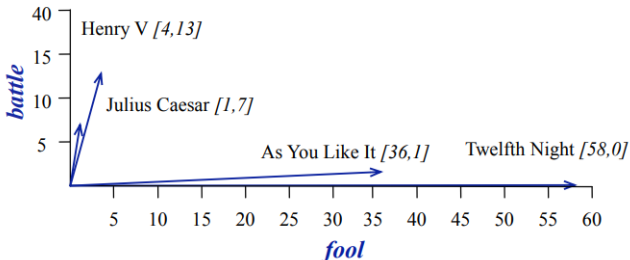 40
Henry V [4,13]
15
battle
10
Julius Caesar [1,7]
5
As You Like It [36,1]
Twelfth Night [58,0]
5 10 15 20 25 30 35 40 45 50 55 60
fool